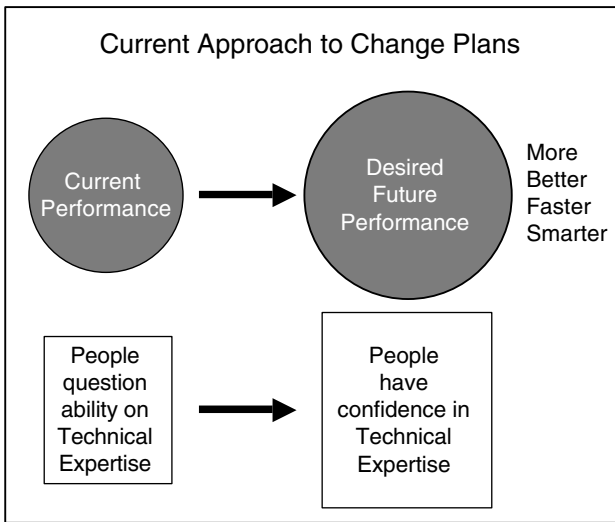 Current Approach to Change Plans
Current
Performance
Desired
Future
Performance
More
Better
Faster
Smarter
People
question
ability on
Technical
Expertise
People
have
confidence in
Technical
Expertise